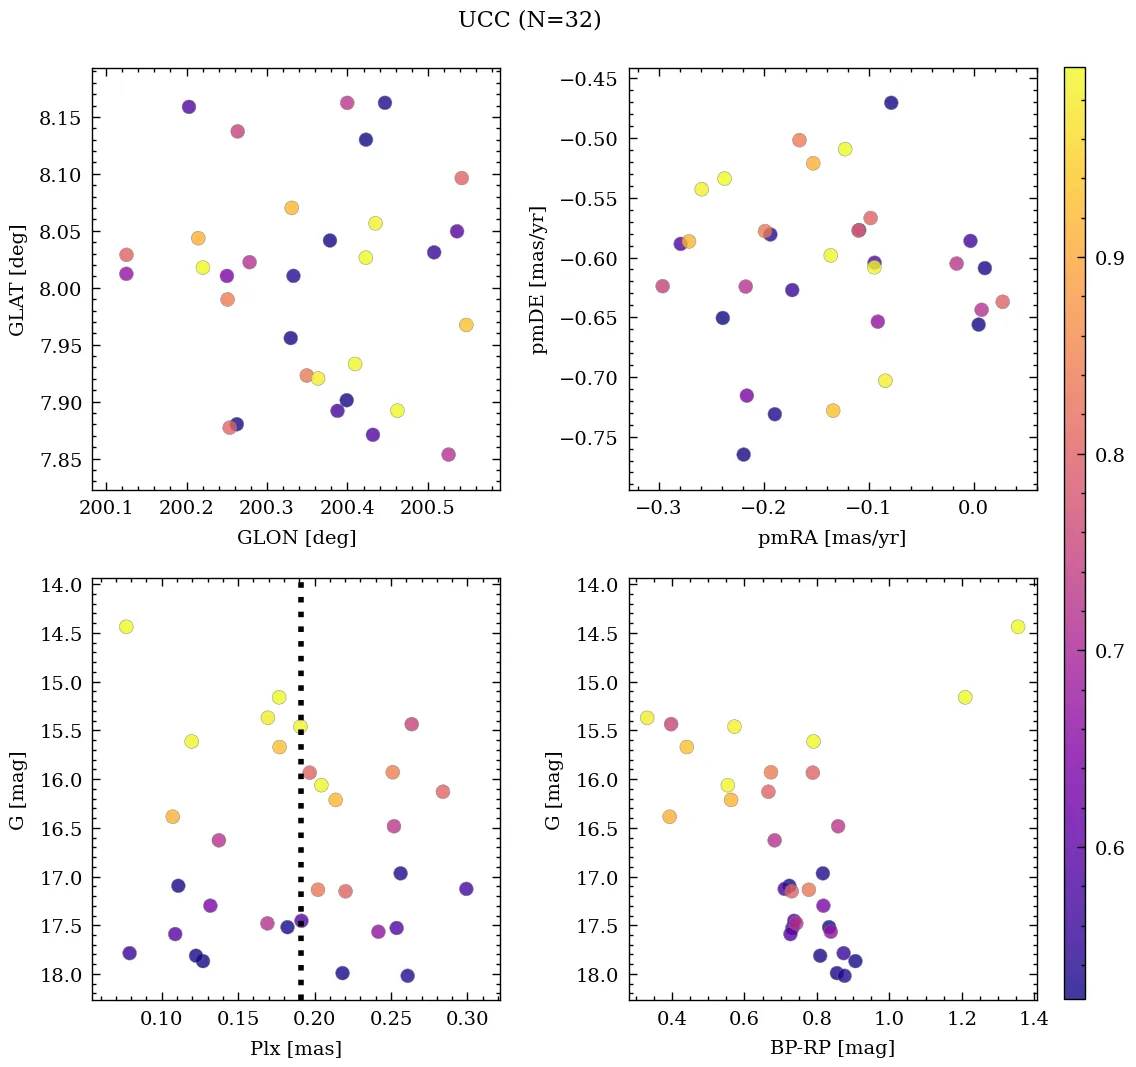 UCC (N=32)
8.15
8.10
8.05
8.00
7.95
7.90
7.85
GLAT [deg]
200.1 200.2 200.3 200.4 200.5
GLON [deg]
−0.45
−0.50
−0.55
−0.60
−0.65
−0.70
−0.75
pmDE [mas/yr]
−0.3 −0.2 −0.1 0.0
pmRA [mas/yr]
14.0
14.5
15.0
15.5
16.0
16.5
17.0
17.5
18.0
G [mag]
0.10 0.15 0.20 0.25 0.30
Plx [mas]
14.0
14.5
15.0
15.5
16.0
16.5
17.0
17.5
18.0
G [mag]
0.4 0.6 0.8 1.0 1.2 1.4
BP-RP [mag]
0.9
0.8
0.7
0.6